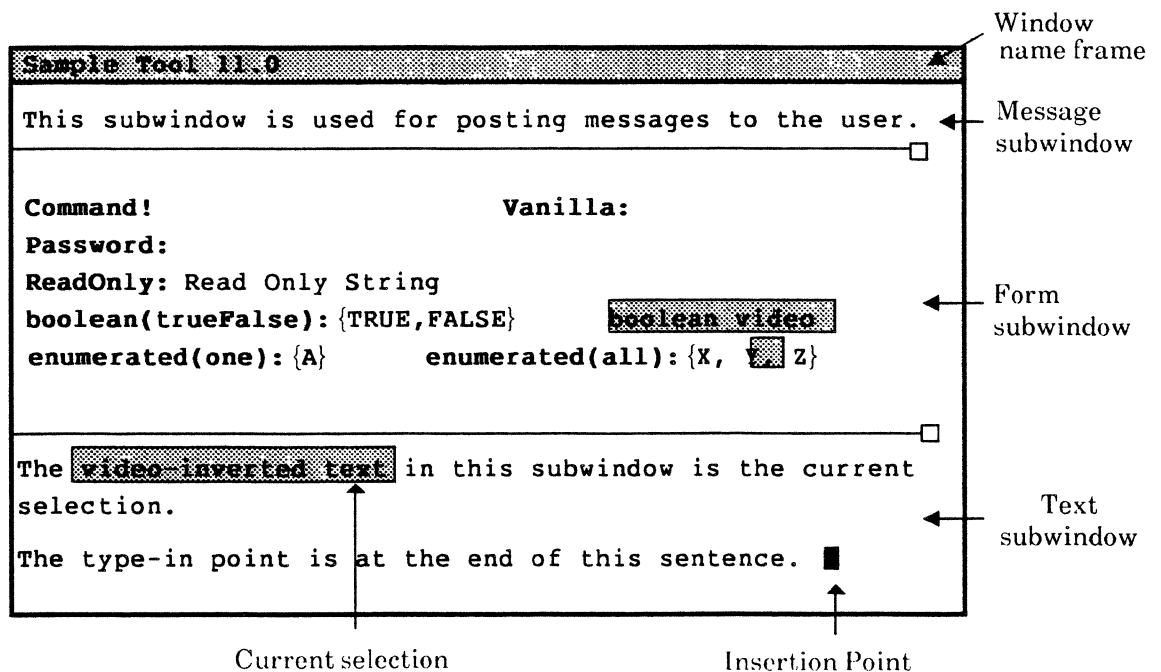 Window
name frame
Sample Tool 11.0
This subwindow is used for posting messages to the user.
Message
subwindow
Command! Vanilla:
Password:
ReadOnly: Read Only String
boolean(trueFalse): {TRUE,FALSE} boolean video
Form
subwindow
enumerated(one): {A} enumerated(all): {X, Y, Z}
The video-inverted text in this subwindow is the current
selection.
Text
subwindow
The type-in point is at the end of this sentence.
Current selection Insertion Point